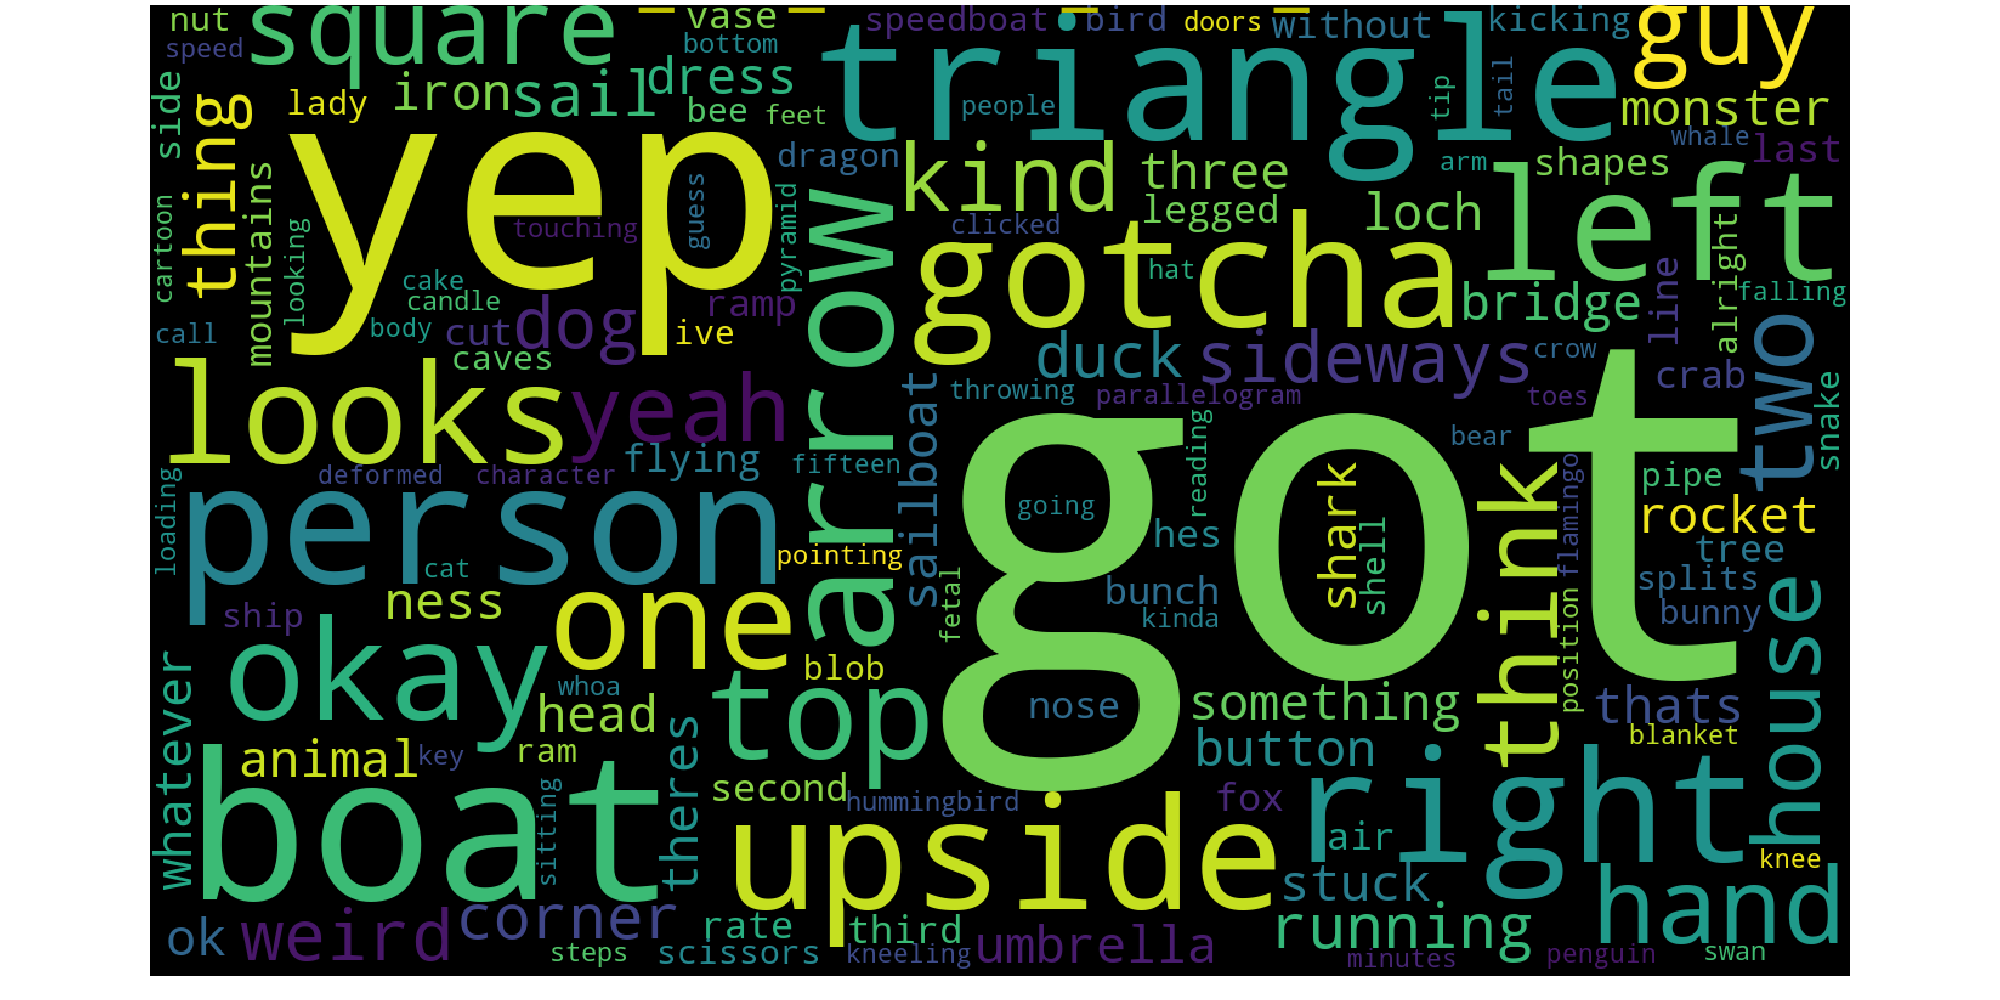 nut
square
vase
speedboat
bird
doors
without
kicking
guy
speed
bottom
triangle
side
thing
lady
iron
sail
dress
bee
feet
people
tip
tail
monster
yep
dragon
kind
three
arm
shapes
whale
last
mountains
touching
guess
pyramid
arrow
legged
loch
left
cartoon
looking
clicked
gotcha
hat
alright
cake
candle
ramp
bridge
line
falling
call
body
cut
dog
ive
caves
duck
sideways
crow
two
looks
yeah
sailboat
throwing
parallelogram
toes
crab
snake
deformed
character
flying
fifteen
reading
got
bear
loading
person
going
shark
shell
think
flamingo
pipe
rocket
cat
pointing
hes
tree
ness
one
fetal
bunch
kinda
splits
bunny
house
ship
okay
blob
position
whatever
whoa
head
top
nose
something
thats
animal
key
ram
theres
button
blanket
boat
sitting
second
hummingbird
fox
right
upside
air
knee
stuck
hand
ok
weird
corner
rate
third
running
steps
scissors
kneeling
umbrella
minutes
penguin
swan